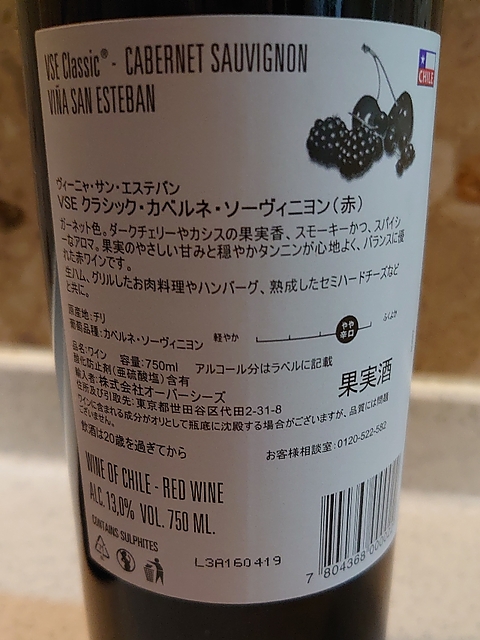 VSE Classic® - CABERNET SAUVIGNON
VIÑA SAN ESTEBAN
CHILE
ヴィーニャ・サン・エステバン
VSE クラシック・カベルネ・ソーヴィニヨン(赤)
ガーネット色。ダークチェリーやカシスの果実香、スモーキーかつ、スパイシ
ーなアロマ。果実のやさしい甘みと穏やかタンニンが心地よく、バランスに優
れた赤ワインです。
生ハム、グリルしたお肉料理やハンバーグ、熟成したセミハードチーズなど
と共に。
原産地:チリ
葡萄品種:カベルネ・ソーヴィニヨン
軽やか
やや
辛口
ふくよか
品名:ワイン 容量:750ml アルコール分はラベルに記載
酸化防止剤(亜硫酸塩)含有
輸入者:株式会社オーバーシーズ
住所及び引取先:東京都世田谷区代田2-31-8
果実酒
ワインに含まれる成分がオリとして瓶底に沈殿する場合がございますが、品質には問題
ございません。
飲酒は20歳を過ぎてから
お客様相談室:0120-522-582
WINE OF CHILE - RED WINE
ALC. 13,0% VOL. 750 ML.
CONTAINS SULPHITES
L3A160419
7 804368